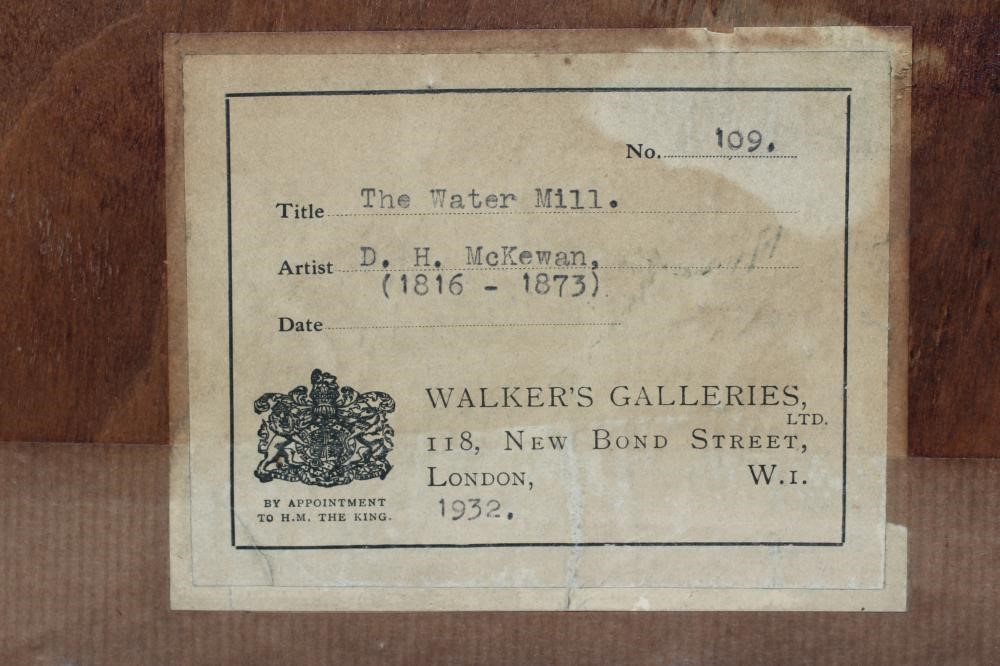 No. 109.
Title The Water Mill.
Artist D. H. McKewan,
(1816 - 1873)
Date
WALKER'S GALLERIES,
LTD.
118, NEW BOND STREET,
LONDON, W.1.
1932.
BY APPOINTMENT
TO H.M. THE KING.